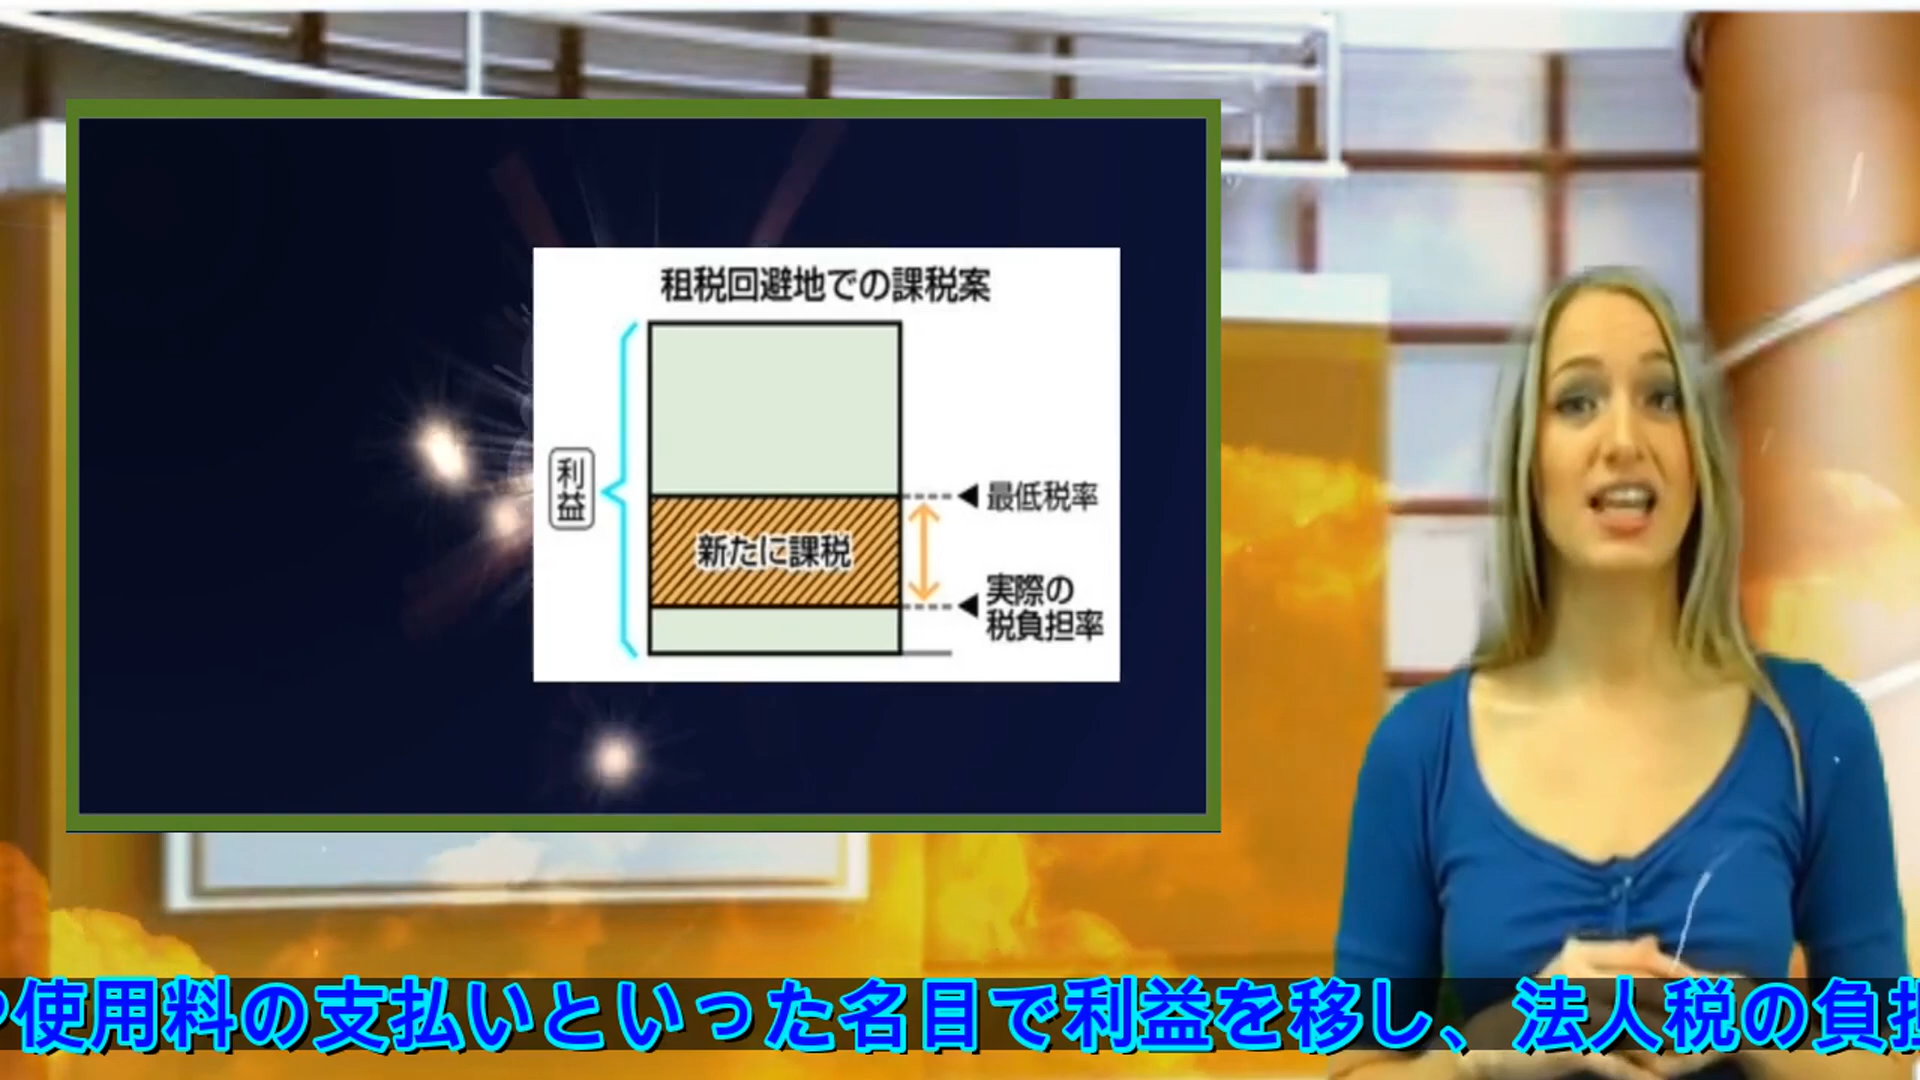 租税回避地での課税案
利益
最低税率
新たに課税
実際の
税負担率
使用料の支払いといった名目で利益を移し、法人税の負担